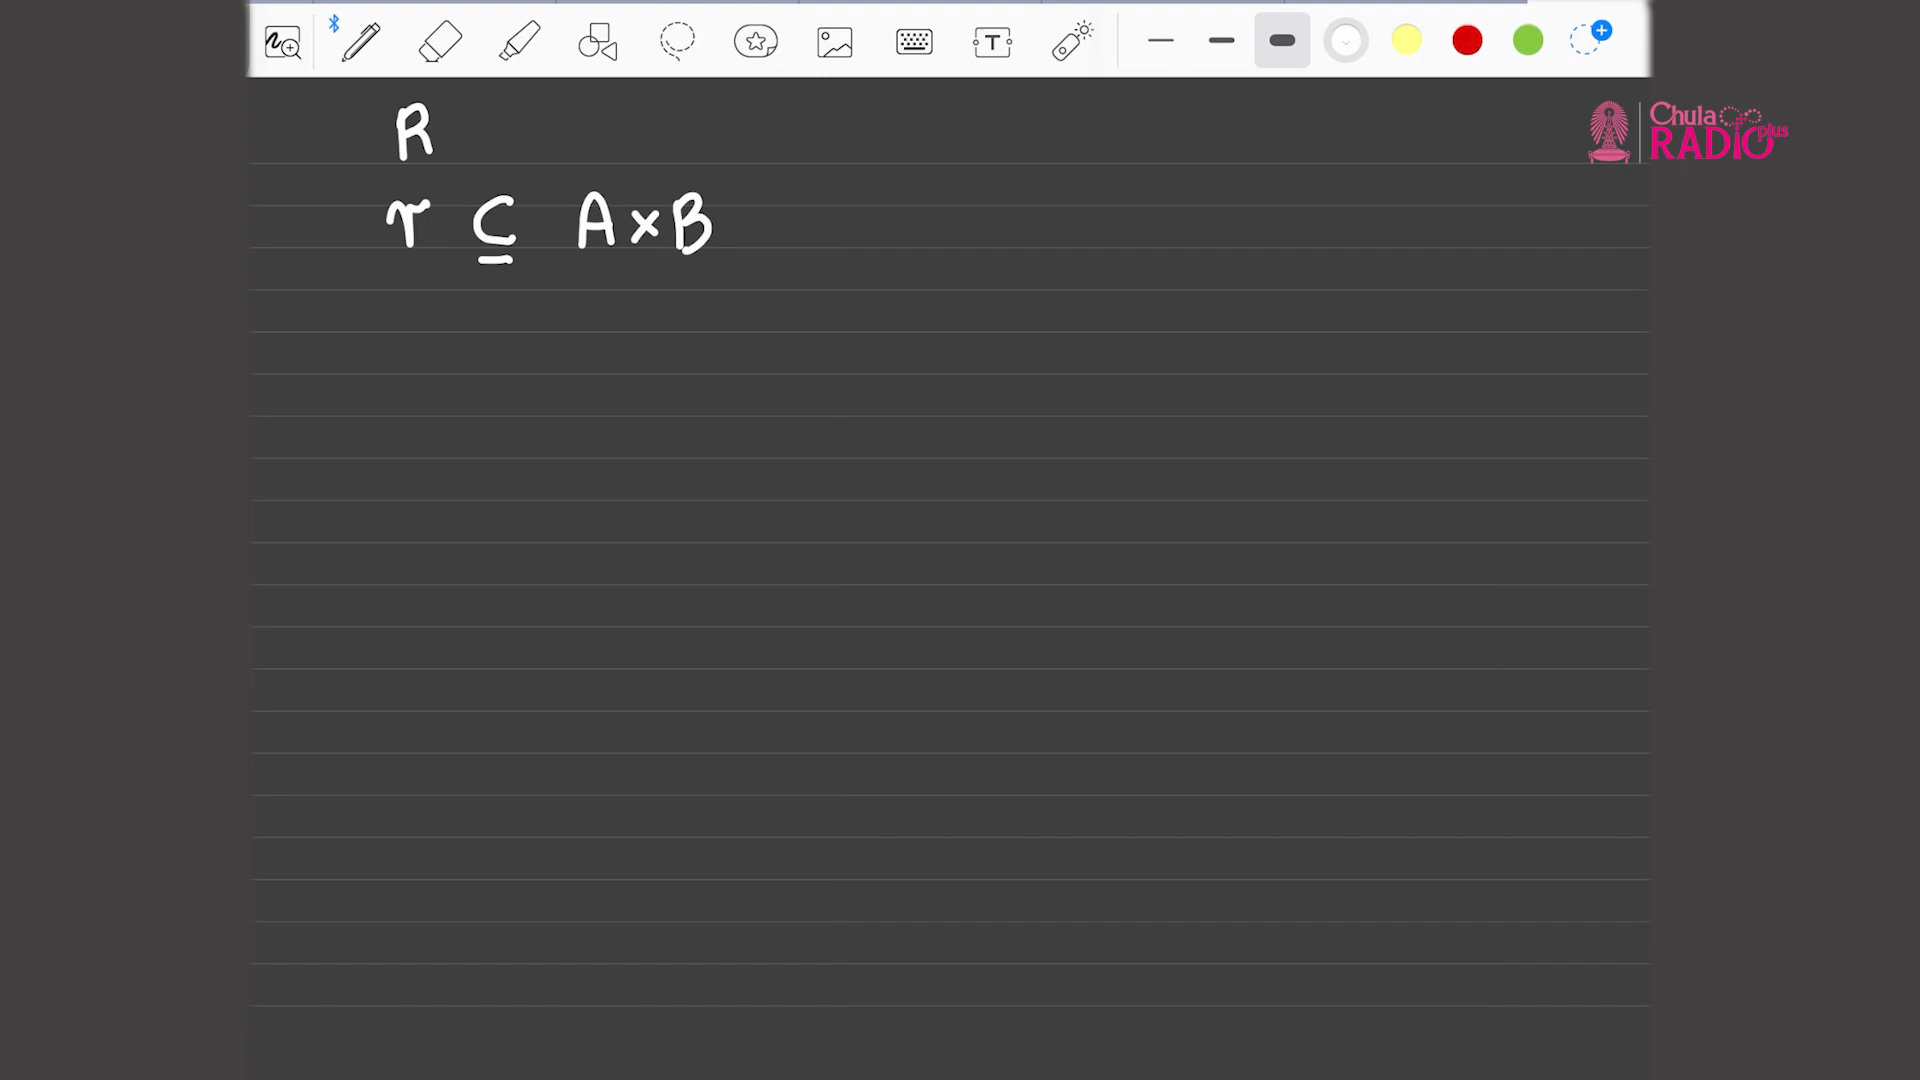 R
r ⊆ A×B
Chula
RADIO plus
T